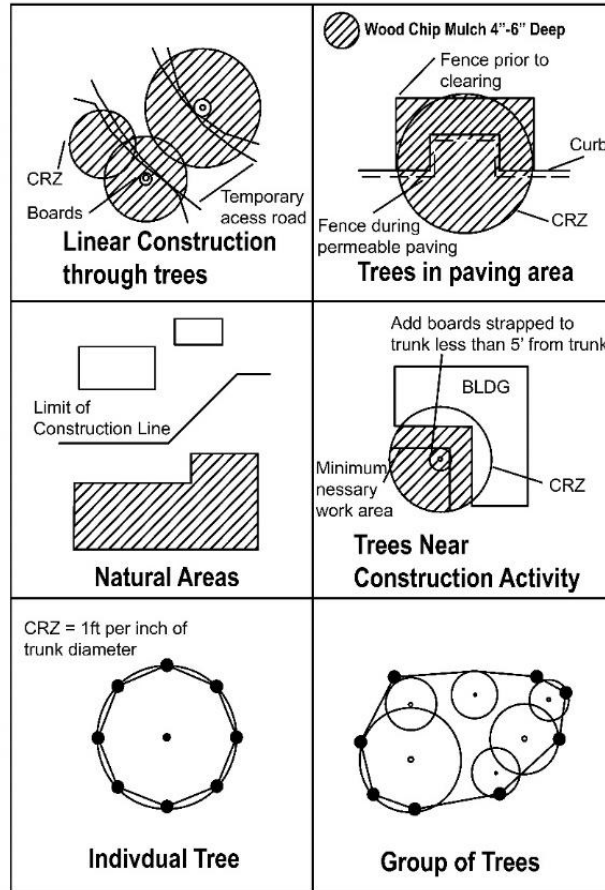 CRZ
Boards
Temporary
acess road
Linear Construction
through trees
Wood Chip Mulch 4”-6” Deep
Fence prior to
clearing
Curb
Fence during
permeable paving
CRZ
Trees in paving area
Limit of
Construction Line
Natural Areas
Add boards strapped to
trunk less than 5’ from trunk
BLDG
Minimum
nessary
work area
CRZ
Trees Near
Construction Activity
CRZ = 1ft per inch of
trunk diameter
Indivdual Tree
Group of Trees